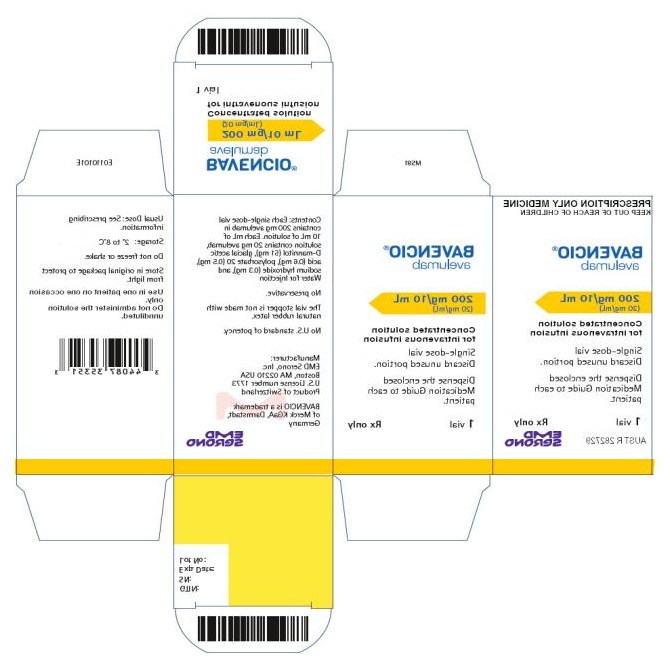 BAVENCIO®
avelumab
200 mg/10 mL
(20 mg/mL)
Concentrated solution
for intravenous infusion
1 vial
E0110101E
MS81
Usual Dose: See prescribing
information.
Storage: 2° to 8°C
Do not freeze or shake.
Store in original package to protect
from light.
Use in one patient on one occasion
only.
Do not administer the solution
undiluted.
3 44087 35351 3
Contents: Each single-dose vial
contains 200 mg avelumab in
10 mL of solution. Each mL of
solution contains 20 mg avelumab,
D-mannitol (51 mg), glacial acetic
acid (0.6 mg), polysorbate 20 (0.5 mg),
sodium hydroxide (0.3 mg), and
Water for Injection
No preservative.
The vial stopper is not made with
natural rubber latex.
No U.S. standard of potency.
Manufacturer:
EMD Serono, Inc.
Boston, MA 02210 USA
U.S. License number 1773
Product of Switzerland
BAVENCIO is a trademark
of Merck KGaA, Darmstadt,
Germany
EMD
SERONO
BAVENCIO®
avelumab
200 mg/10 mL
(20 mg/mL)
Concentrated solution
for intravenous infusion
Single-dose vial
Discard unused portion.
Dispense the enclosed
Medication Guide to each
patient.
1 vial Rx only
PRESCRIPTION ONLY MEDICINE
KEEP OUT OF REACH OF CHILDREN
BAVENCIO®
avelumab
200 mg/10 mL
(20 mg/mL)
Concentrated solution
for intravenous infusion
Single-dose vial
Discard unused portion.
Dispense the enclosed
Medication Guide to each
patient.
1 vial Rx only
AUST R 282729
EMD
SERONO
Lot No:
Exp Date
SN:
GTIN: